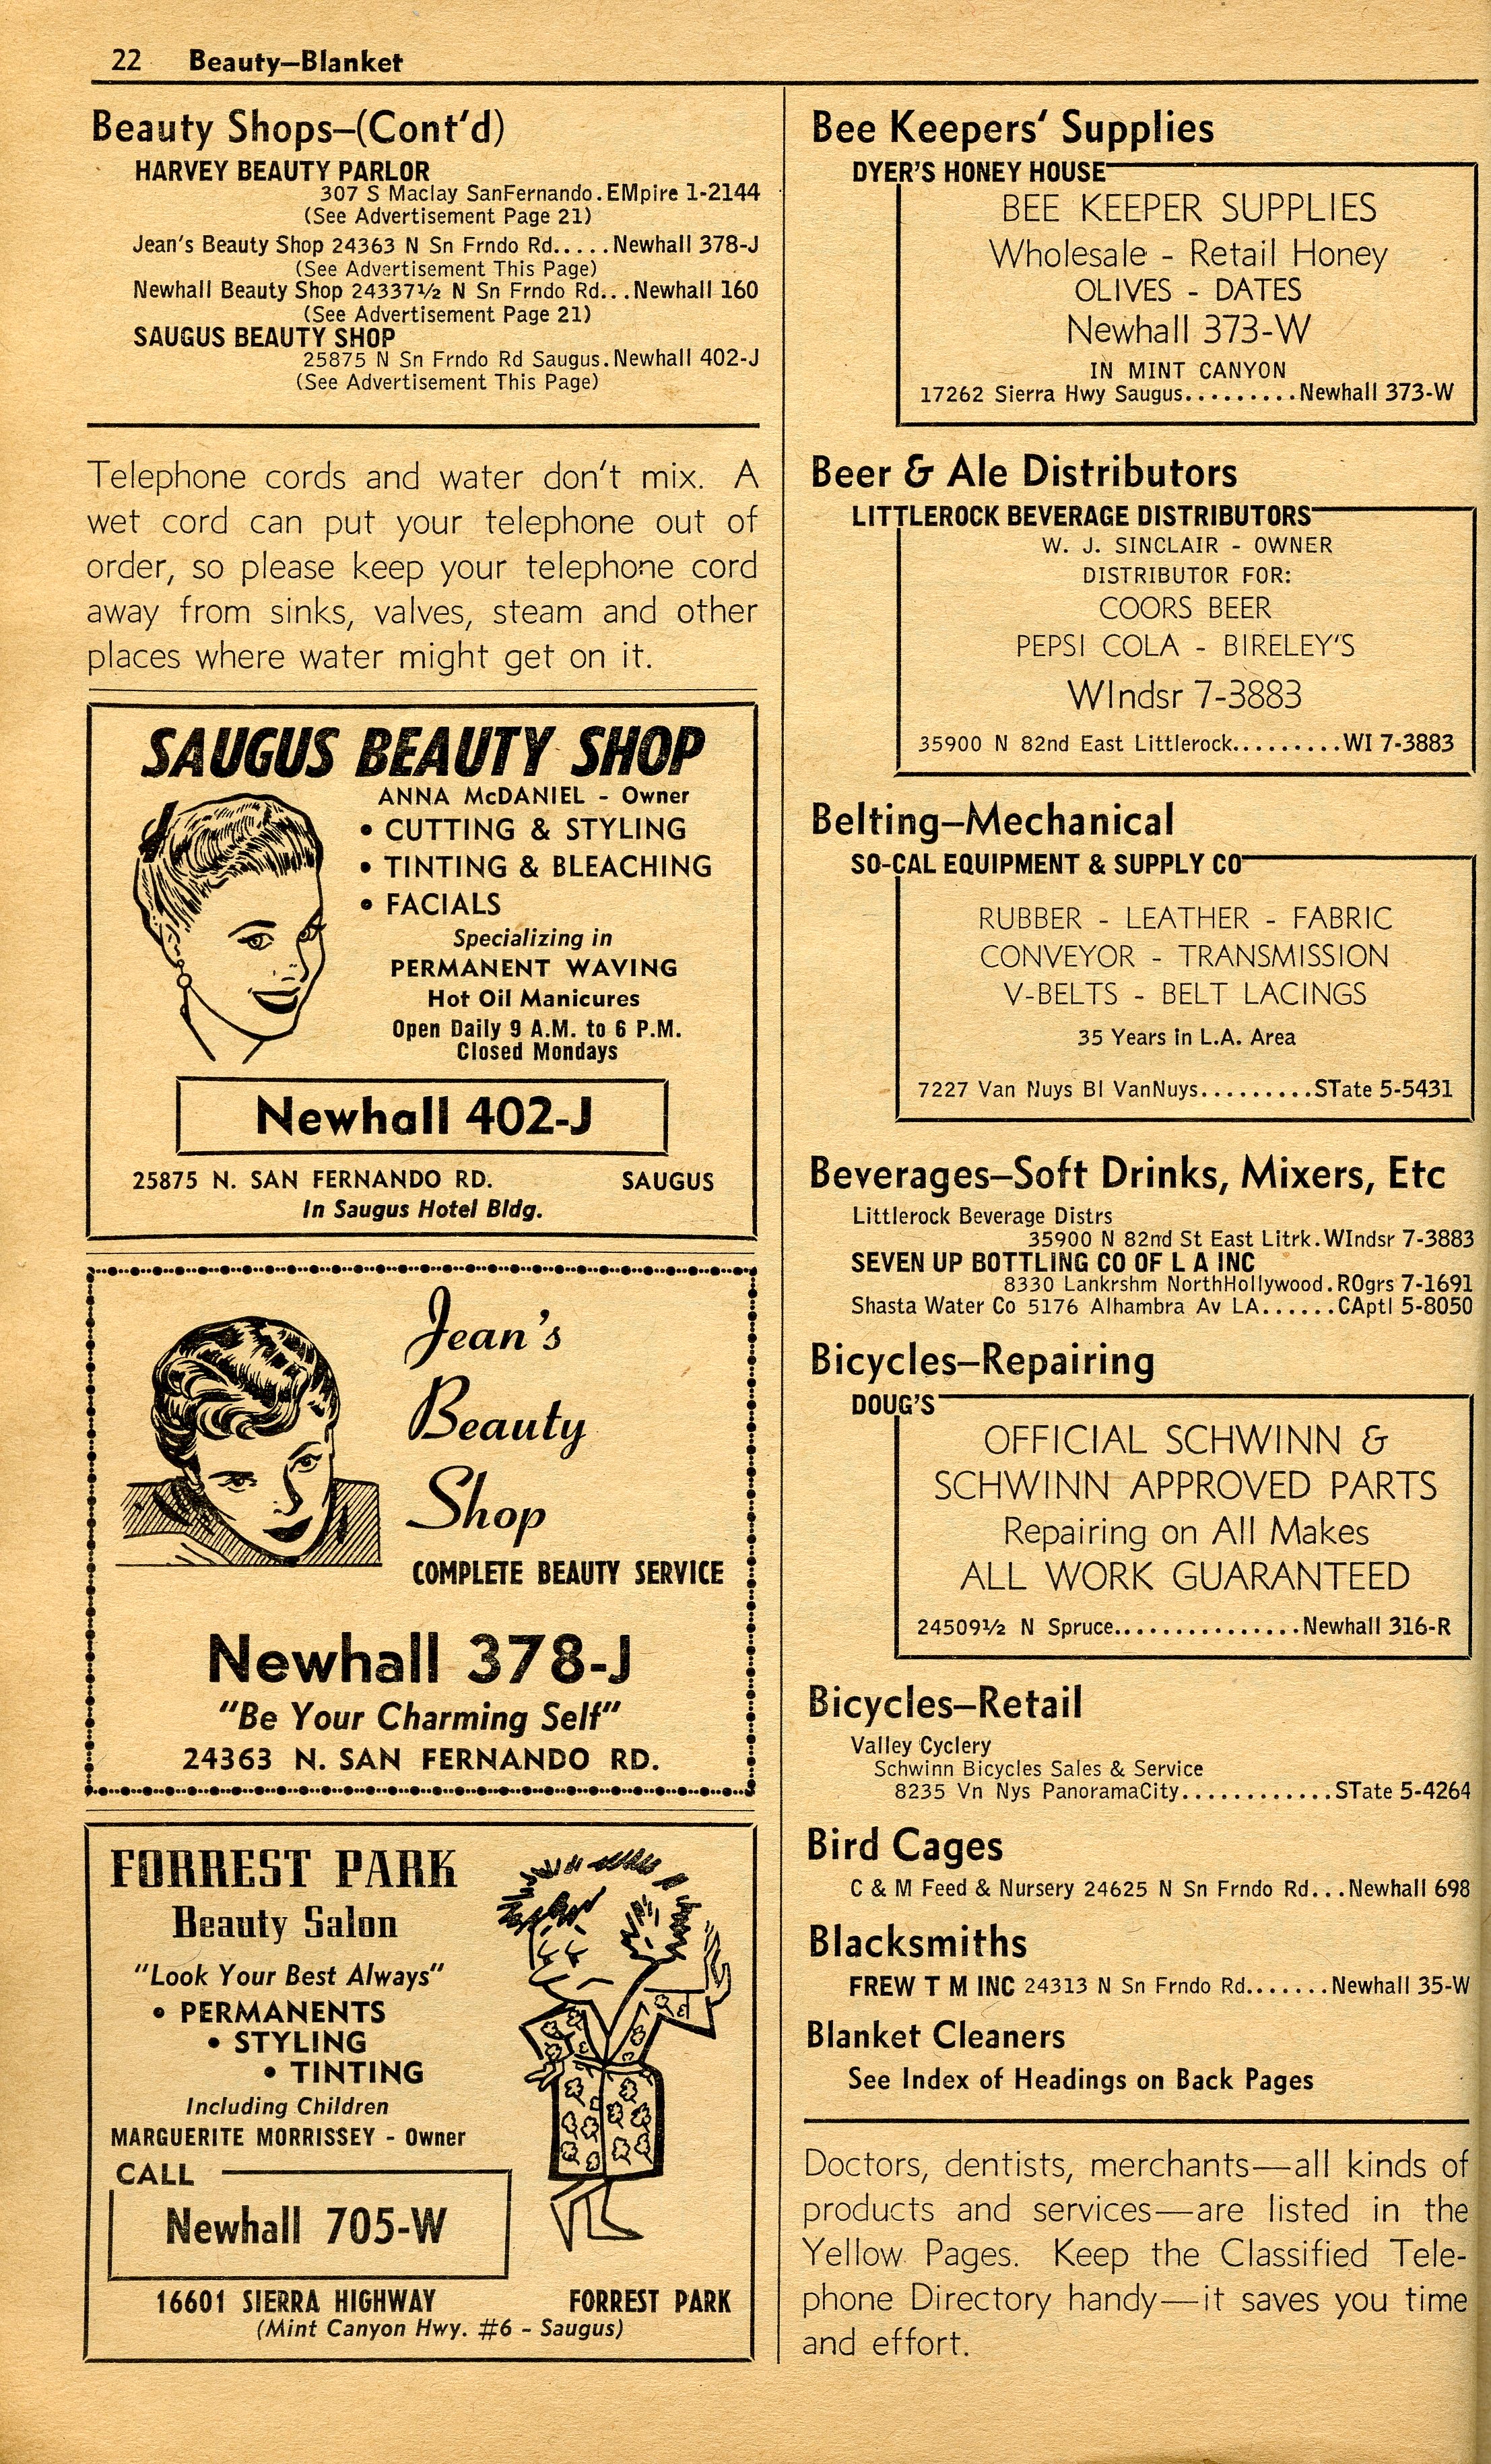 22 Beauty—Blanket
Beauty Shops—(Cont'd)
HARVEY BEAUTY PARLOR
307 S Maclay SanFernando.EMpire 1-2144
(See Advertisement Page 21)
Jean's Beauty Shop 24363 N Sn Frndo Rd.....Newhall 378-J
(See Advertisement This Page)
Newhall Beauty Shop 24337½ N Sn Frndo Rd...Newhall 160
(See Advertisement Page 21)
SAUGUS BEAUTY SHOP
25875 N Sn Frndo Rd Saugus.Newhall 402-J
(See Advertisement This Page)
Telephone cords and water don't mix. A
wet cord can put your telephone out of
order, so please keep your telephone cord
away from sinks, valves, steam and other
places where water might get on it.
SAUGUS BEAUTY SHOP
ANNA McDANIEL - Owner
• CUTTING & STYLING
• TINTING & BLEACHING
• FACIALS
Specializing in
PERMANENT WAVING
Hot Oil Manicures
Open Daily 9 A.M. to 6 P.M.
Closed Mondays
Newhall 402-J
25875 N. SAN FERNANDO RD. SAUGUS
In Saugus Hotel Bldg.
Jean's
Beauty
Shop
COMPLETE BEAUTY SERVICE
Newhall 378-J
"Be Your Charming Self"
24363 N. SAN FERNANDO RD.
FORREST PARK
Beauty Salon
"Look Your Best Always"
• PERMANENTS
• STYLING
• TINTING
Including Children
MARGUERITE MORRISSEY - Owner
CALL
Newhall 705-W
16601 SIERRA HIGHWAY FORREST PARK
(Mint Canyon Hwy. #6 - Saugus)
Bee Keepers' Supplies
DYER'S HONEY HOUSE
BEE KEEPER SUPPLIES
Wholesale - Retail Honey
OLIVES - DATES
Newhall 373-W
IN MINT CANYON
17262 Sierra Hwy Saugus.........Newhall 373-W
Beer & Ale Distributors
LITTLEROCK BEVERAGE DISTRIBUTORS
W. J. SINCLAIR - OWNER
DISTRIBUTOR FOR:
COORS BEER
PEPSI COLA - BIRELEY'S
WIndsr 7-3883
35900 N 82nd East Littlerock.........WI 7-3883
Belting—Mechanical
SO-CAL EQUIPMENT & SUPPLY CO
RUBBER - LEATHER - FABRIC
CONVEYOR - TRANSMISSION
V-BELTS - BELT LACINGS
35 Years in L.A. Area
7227 Van Nuys Bl VanNuys.........STate 5-5431
Beverages—Soft Drinks, Mixers, Etc
Littlerock Beverage Distrs
35900 N 82nd St East Litrk.WIndsr 7-3883
SEVEN UP BOTTLING CO OF L A INC
8330 Lankrshm NorthHollywood.ROgrs 7-1691
Shasta Water Co 5176 Alhambra Av LA......CAptl 5-8050
Bicycles—Repairing
DOUG'S
OFFICIAL SCHWINN &
SCHWINN APPROVED PARTS
Repairing on All Makes
ALL WORK GUARANTEED
24509½ N Spruce...............Newhall 316-R
Bicycles—Retail
Valley Cyclery
Schwinn Bicycles Sales & Service
8235 Vn Nys PanoramaCity............STate 5-4264
Bird Cages
C & M Feed & Nursery 24625 N Sn Frndo Rd...Newhall 698
Blacksmiths
FREW T M INC 24313 N Sn Frndo Rd.......Newhall 35-W
Blanket Cleaners
See Index of Headings on Back Pages
Doctors, dentists, merchants—all kinds of
products and services—are listed in the
Yellow Pages. Keep the Classified Tele-
phone Directory handy—it saves you time
and effort.